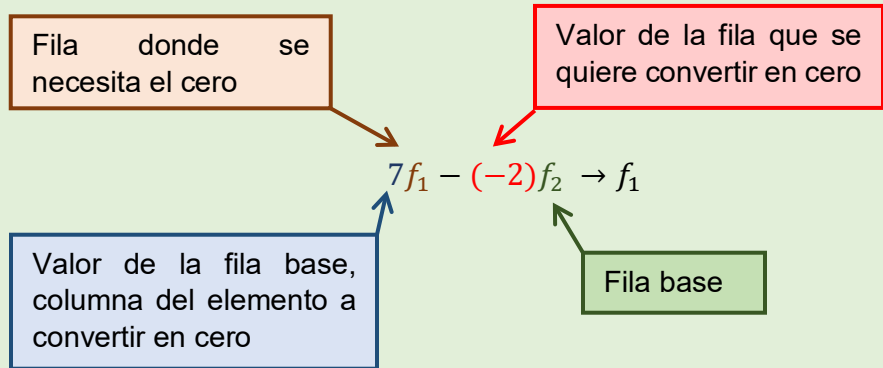 Fila donde se
necesita el cero
Valor de la fila que se
quiere convertir en cero
7f₁ − (−2)f₂ → f₁
Valor de la fila base,
columna del elemento a
convertir en cero
Fila base